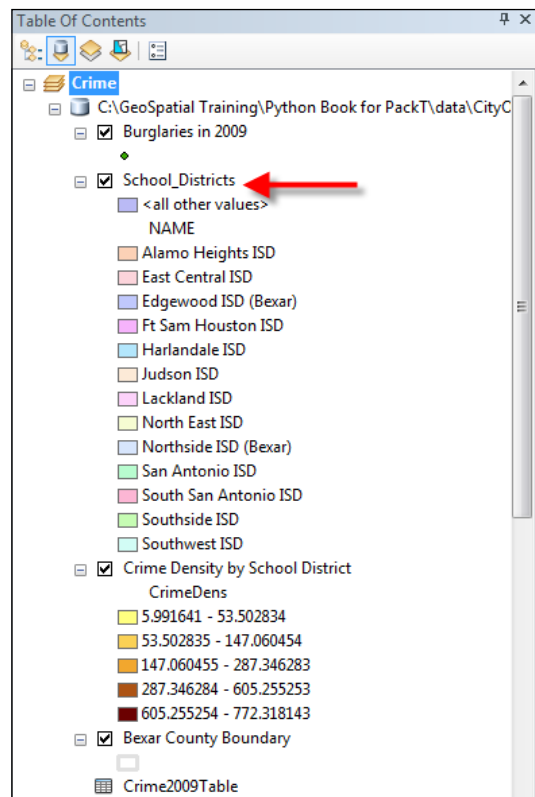 Table Of Contents
Crime
C:\GeoSpatial Training\Python Book for PackT\data\CityO
Burglaries in 2009
School_Districts
<all other values>
NAME
Alamo Heights ISD
East Central ISD
Edgewood ISD (Bexar)
Ft Sam Houston ISD
Harlandale ISD
Judson ISD
Lackland ISD
North East ISD
Northside ISD (Bexar)
San Antonio ISD
South San Antonio ISD
Southside ISD
Southwest ISD
Crime Density by School District
CrimeDens
5.991641 - 53.502834
53.502835 - 147.060454
147.060455 - 287.346283
287.346284 - 605.255253
605.255254 - 772.318143
Bexar County Boundary
Crime2009Table